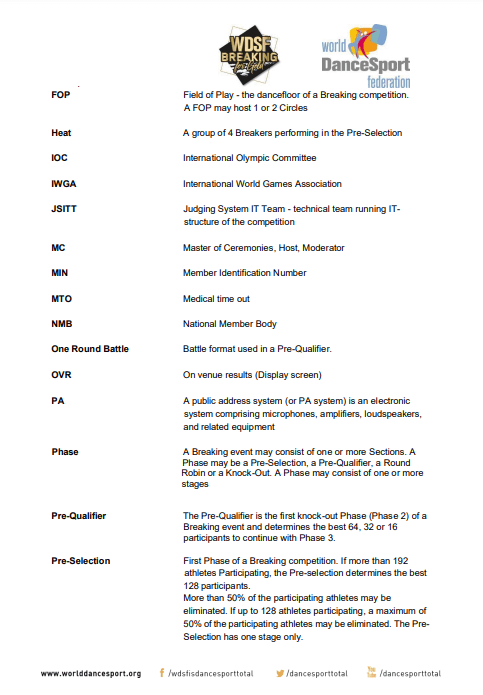 WDSF
BREAKING
for Gold
world
DanceSport
federation
FOP Field of Play - the dancefloor of a Breaking competition.
A FOP may host 1 or 2 Circles
Heat A group of 4 Breakers performing in the Pre-Selection
IOC International Olympic Committee
IWGA International World Games Association
JSITT Judging System IT Team - technical team running IT-
structure of the competition
MC Master of Ceremonies, Host, Moderator
MIN Member Identification Number
MTO Medical time out
NMB National Member Body
One Round Battle Battle format used in a Pre-Qualifier.
OVR On venue results (Display screen)
PA A public address system (or PA system) is an electronic
system comprising microphones, amplifiers, loudspeakers,
and related equipment
Phase A Breaking event may consist of one or more Sections. A
Phase may be a Pre-Selection, a Pre-Qualifier, a Round
Robin or a Knock-Out. A Phase may consist of one or more
stages
Pre-Qualifier The Pre-Qualifier is the first knock-out Phase (Phase 2) of a
Breaking event and determines the best 64, 32 or 16
participants to continue with Phase 3.
Pre-Selection First Phase of a Breaking competition. If more than 192
athletes Participating, the Pre-selection determines the best
128 participants.
More than 50% of the participating athletes may be
eliminated. If up to 128 athletes participating, a maximum of
50% of the participating athletes may be eliminated. The Pre-
Selection has one stage only.
www.worlddancesport.org f /wdsfisdancesporttotal /dancesporttotal You Tube /dancesporttotal